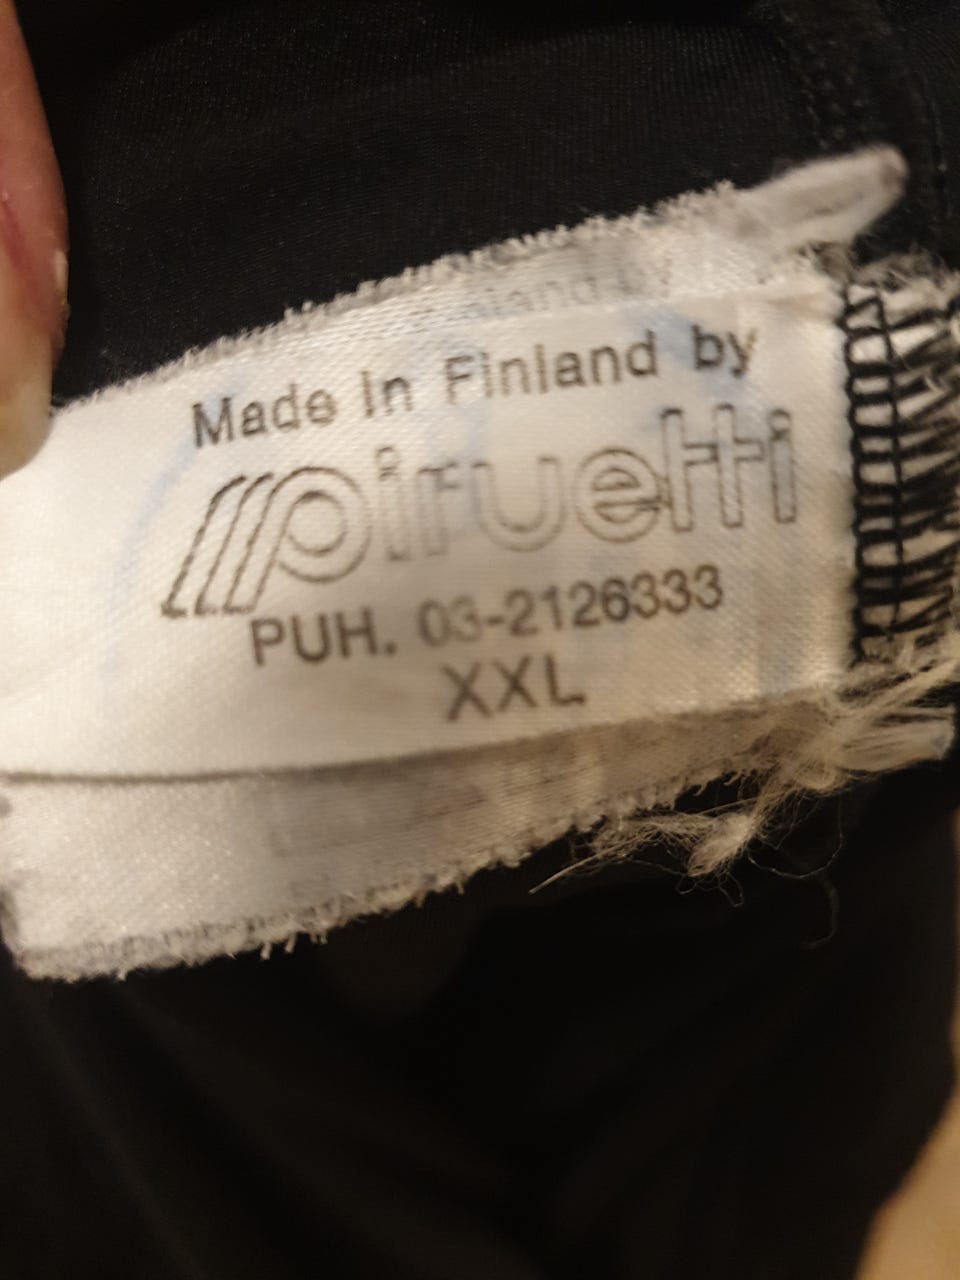 Made In Finland by
piruetti
PUH. 03-2126333
XXL